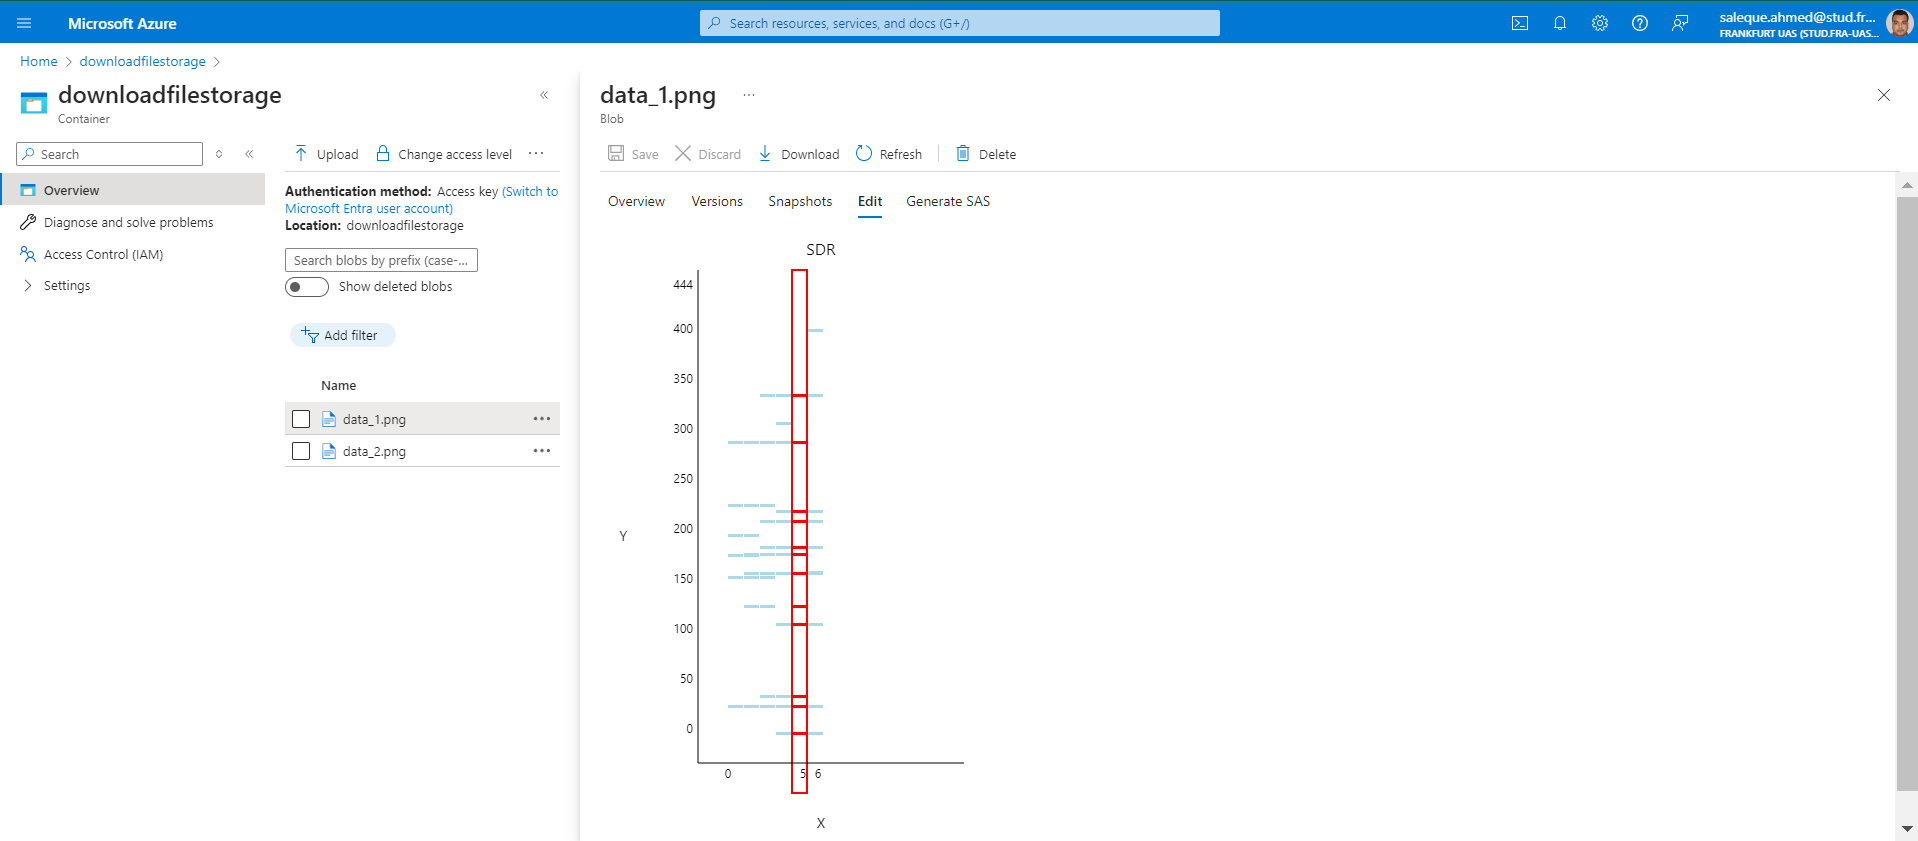 Microsoft Azure
Search resources, services, and docs (G+/)
saleque.ahmed@stud.fr...
FRANKFURT UAS (STUD.FRA-UAS...
Home
downloadfilestorage
downloadfilestorage
Container
Search
Overview
Diagnose and solve problems
Access Control (IAM)
Settings
Upload
Change access level
Authentication method: Access key (Switch to
Microsoft Entra user account)
Location: downloadfilestorage
Search blobs by prefix (case-...
Show deleted blobs
Add filter
Name
data_1.png
data_2.png
data_1.png
Blob
Save
Discard
Download
Refresh
Delete
Overview
Versions
Snapshots
Edit
Generate SAS
SDR
444
400
350
300
250
200
150
100
50
0
Y
0
5
6
X